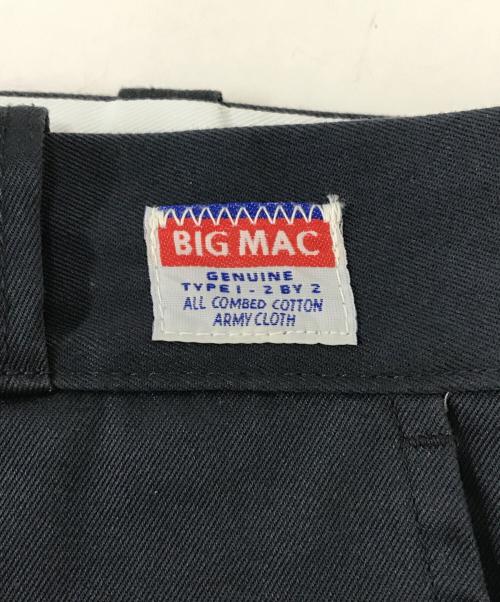 BIG MAC
GENUINE
TYPE I - 2 BY 2
ALL COMBED COTTON
ARMY CLOTH